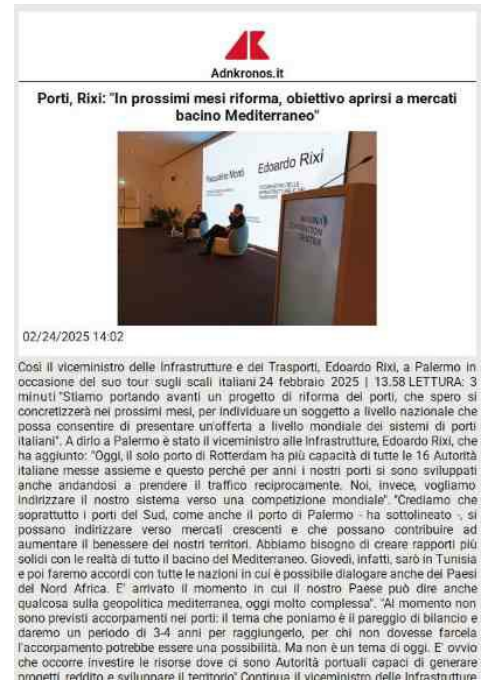 Adnkronos.it
Porti, Rixi: "In prossimi mesi riforma, obiettivo aprirsi a mercati
bacino Mediterraneo"
Pasqualino Monti
Edoardo Rixi
VICEMINISTRO DELLE
INFRASTRUTTURE E DEI
TRASPORTI
MARINA
CONVENTION
CENTER
02/24/2025 14:02
Così il viceministro delle Infrastrutture e dei Trasporti, Edoardo Rixi, a Palermo in
occasione del suo tour sugli scali italiani 24 febbraio 2025 | 13.58 LETTURA: 3
minuti "Stiamo portando avanti un progetto di riforma dei porti, che spero si
concretizzerà nei prossimi mesi, per individuare un soggetto a livello nazionale che
possa consentire di presentare un'offerta a livello mondiale dei sistemi di porti
italiani". A dirlo a Palermo è stato il viceministro alle Infrastrutture, Edoardo Rixi, che
ha aggiunto: "Oggi, il solo porto di Rotterdam ha più capacità di tutte le 16 Autorità
italiane messe assieme e questo perché per anni i nostri porti si sono sviluppati
anche andandosi a prendere il traffico reciprocamente. Noi, invece, vogliamo
indirizzare il nostro sistema verso una competizione mondiale". "Crediamo che
soprattutto i porti del Sud, come anche il porto di Palermo - ha sottolineato -, si
possano indirizzare verso mercati crescenti e che possano contribuire ad
aumentare il benessere dei nostri territori. Abbiamo bisogno di creare rapporti più
solidi con le realtà di tutto il bacino del Mediterraneo. Giovedì, infatti, sarò in Tunisia
e poi faremo accordi con tutte le nazioni in cui è possibile dialogare anche dei Paesi
del Nord Africa. E' arrivato il momento in cui il nostro Paese può dire anche
qualcosa sulla geopolitica mediterranea, oggi molto complessa". "Al momento non
sono previsti accorpamenti nei porti: il tema che poniamo è il pareggio di bilancio e
daremo un periodo di 3-4 anni per raggiungerlo, per chi non dovesse farcela
l'accorpamento potrebbe essere una possibilità. Ma non è un tema di oggi. E' ovvio
che occorre investire le risorse dove ci sono Autorità portuali capaci di generare
progetti, reddito e sviluppare il territorio". Continua il viceministro delle Infrastrutture